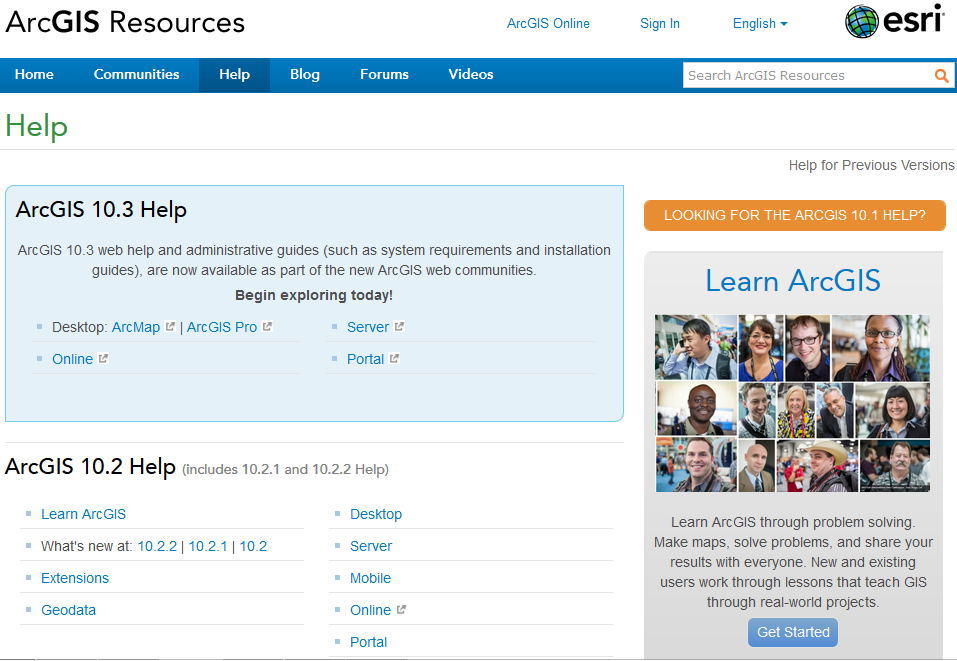 ArcGIS Resources
ArcGIS Online
Sign In
English
esri
Home
Communities
Help
Blog
Forums
Videos
Search ArcGIS Resources
Help
Help for Previous Versions
ArcGIS 10.3 Help
ArcGIS 10.3 web help and administrative guides (such as system requirements and installation
guides), are now available as part of the new ArcGIS web communities.
Begin exploring today!
Desktop: ArcMap | ArcGIS Pro
Server
Online
Portal
LOOKING FOR THE ARCGIS 10.1 HELP?
Learn ArcGIS
Learn ArcGIS through problem solving.
Make maps, solve problems, and share your
results with everyone. New and existing
users work through lessons that teach GIS
through real-world projects.
Get Started
ArcGIS 10.2 Help (includes 10.2.1 and 10.2.2 Help)
Learn ArcGIS
What's new at: 10.2.2 | 10.2.1 | 10.2
Extensions
Geodata
Desktop
Server
Mobile
Online
Portal